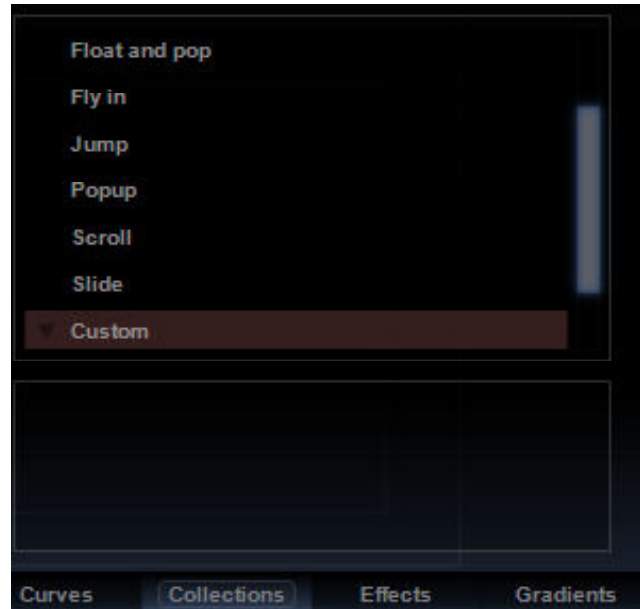 Float and pop
Fly in
Jump
Popup
Scroll
Slide
Custom
Curves Collections Effects Gradients